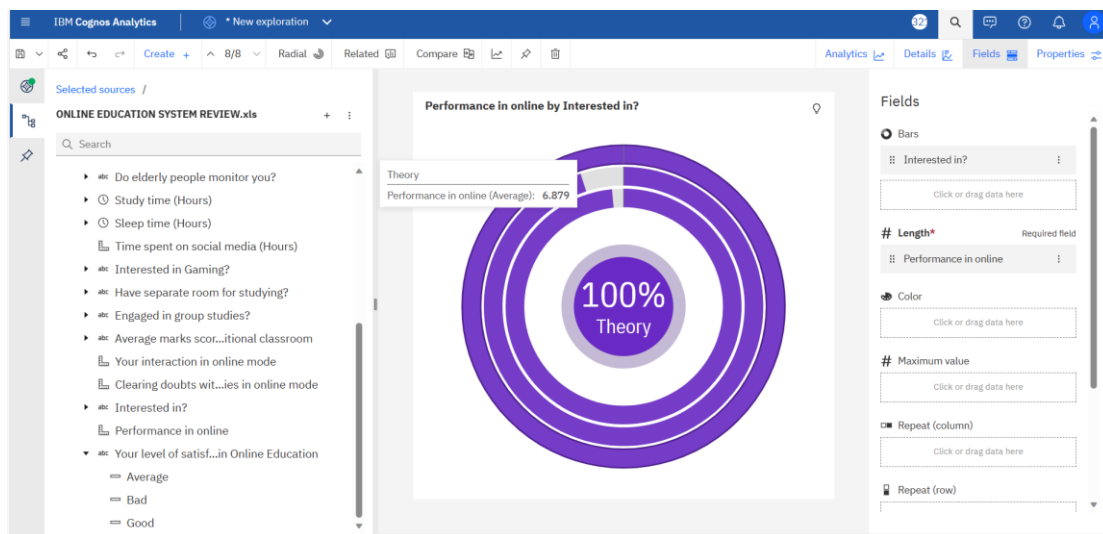 IBM Cognos Analytics
* New exploration
Create +
8/8
Radial
Related
Compare
Analytics
Details
Fields
Properties
Selected sources /
ONLINE EDUCATION SYSTEM REVIEW.xls
Search
abc Do elderly people monitor you?
Study time (Hours)
Sleep time (Hours)
Time spent on social media (Hours)
abc Interested in Gaming?
abc Have separate room for studying?
abc Engaged in group studies?
abc Average marks scor...itional classroom
Your interaction in online mode
Clearing doubts wit...ies in online mode
abc Interested in?
Performance in online
abc Your level of satisf...in Online Education
Average
Bad
Good
Performance in online by Interested in?
Theory
Performance in online (Average): 6.879
100%
Theory
Fields
Bars
Interested in?
Click or drag data here
# Length* Required field
Performance in online
Color
Click or drag data here
# Maximum value
Click or drag data here
Repeat (column)
Click or drag data here
Repeat (row)